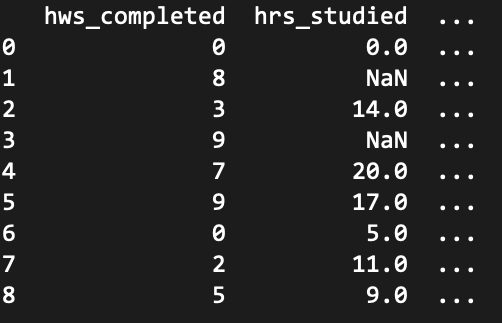 hws_completed hrs_studied ...
0 0 0.0 ...
1 8 NaN ...
2 3 14.0 ...
3 9 NaN ...
4 7 20.0 ...
5 9 17.0 ...
6 0 5.0 ...
7 2 11.0 ...
8 5 9.0 ...